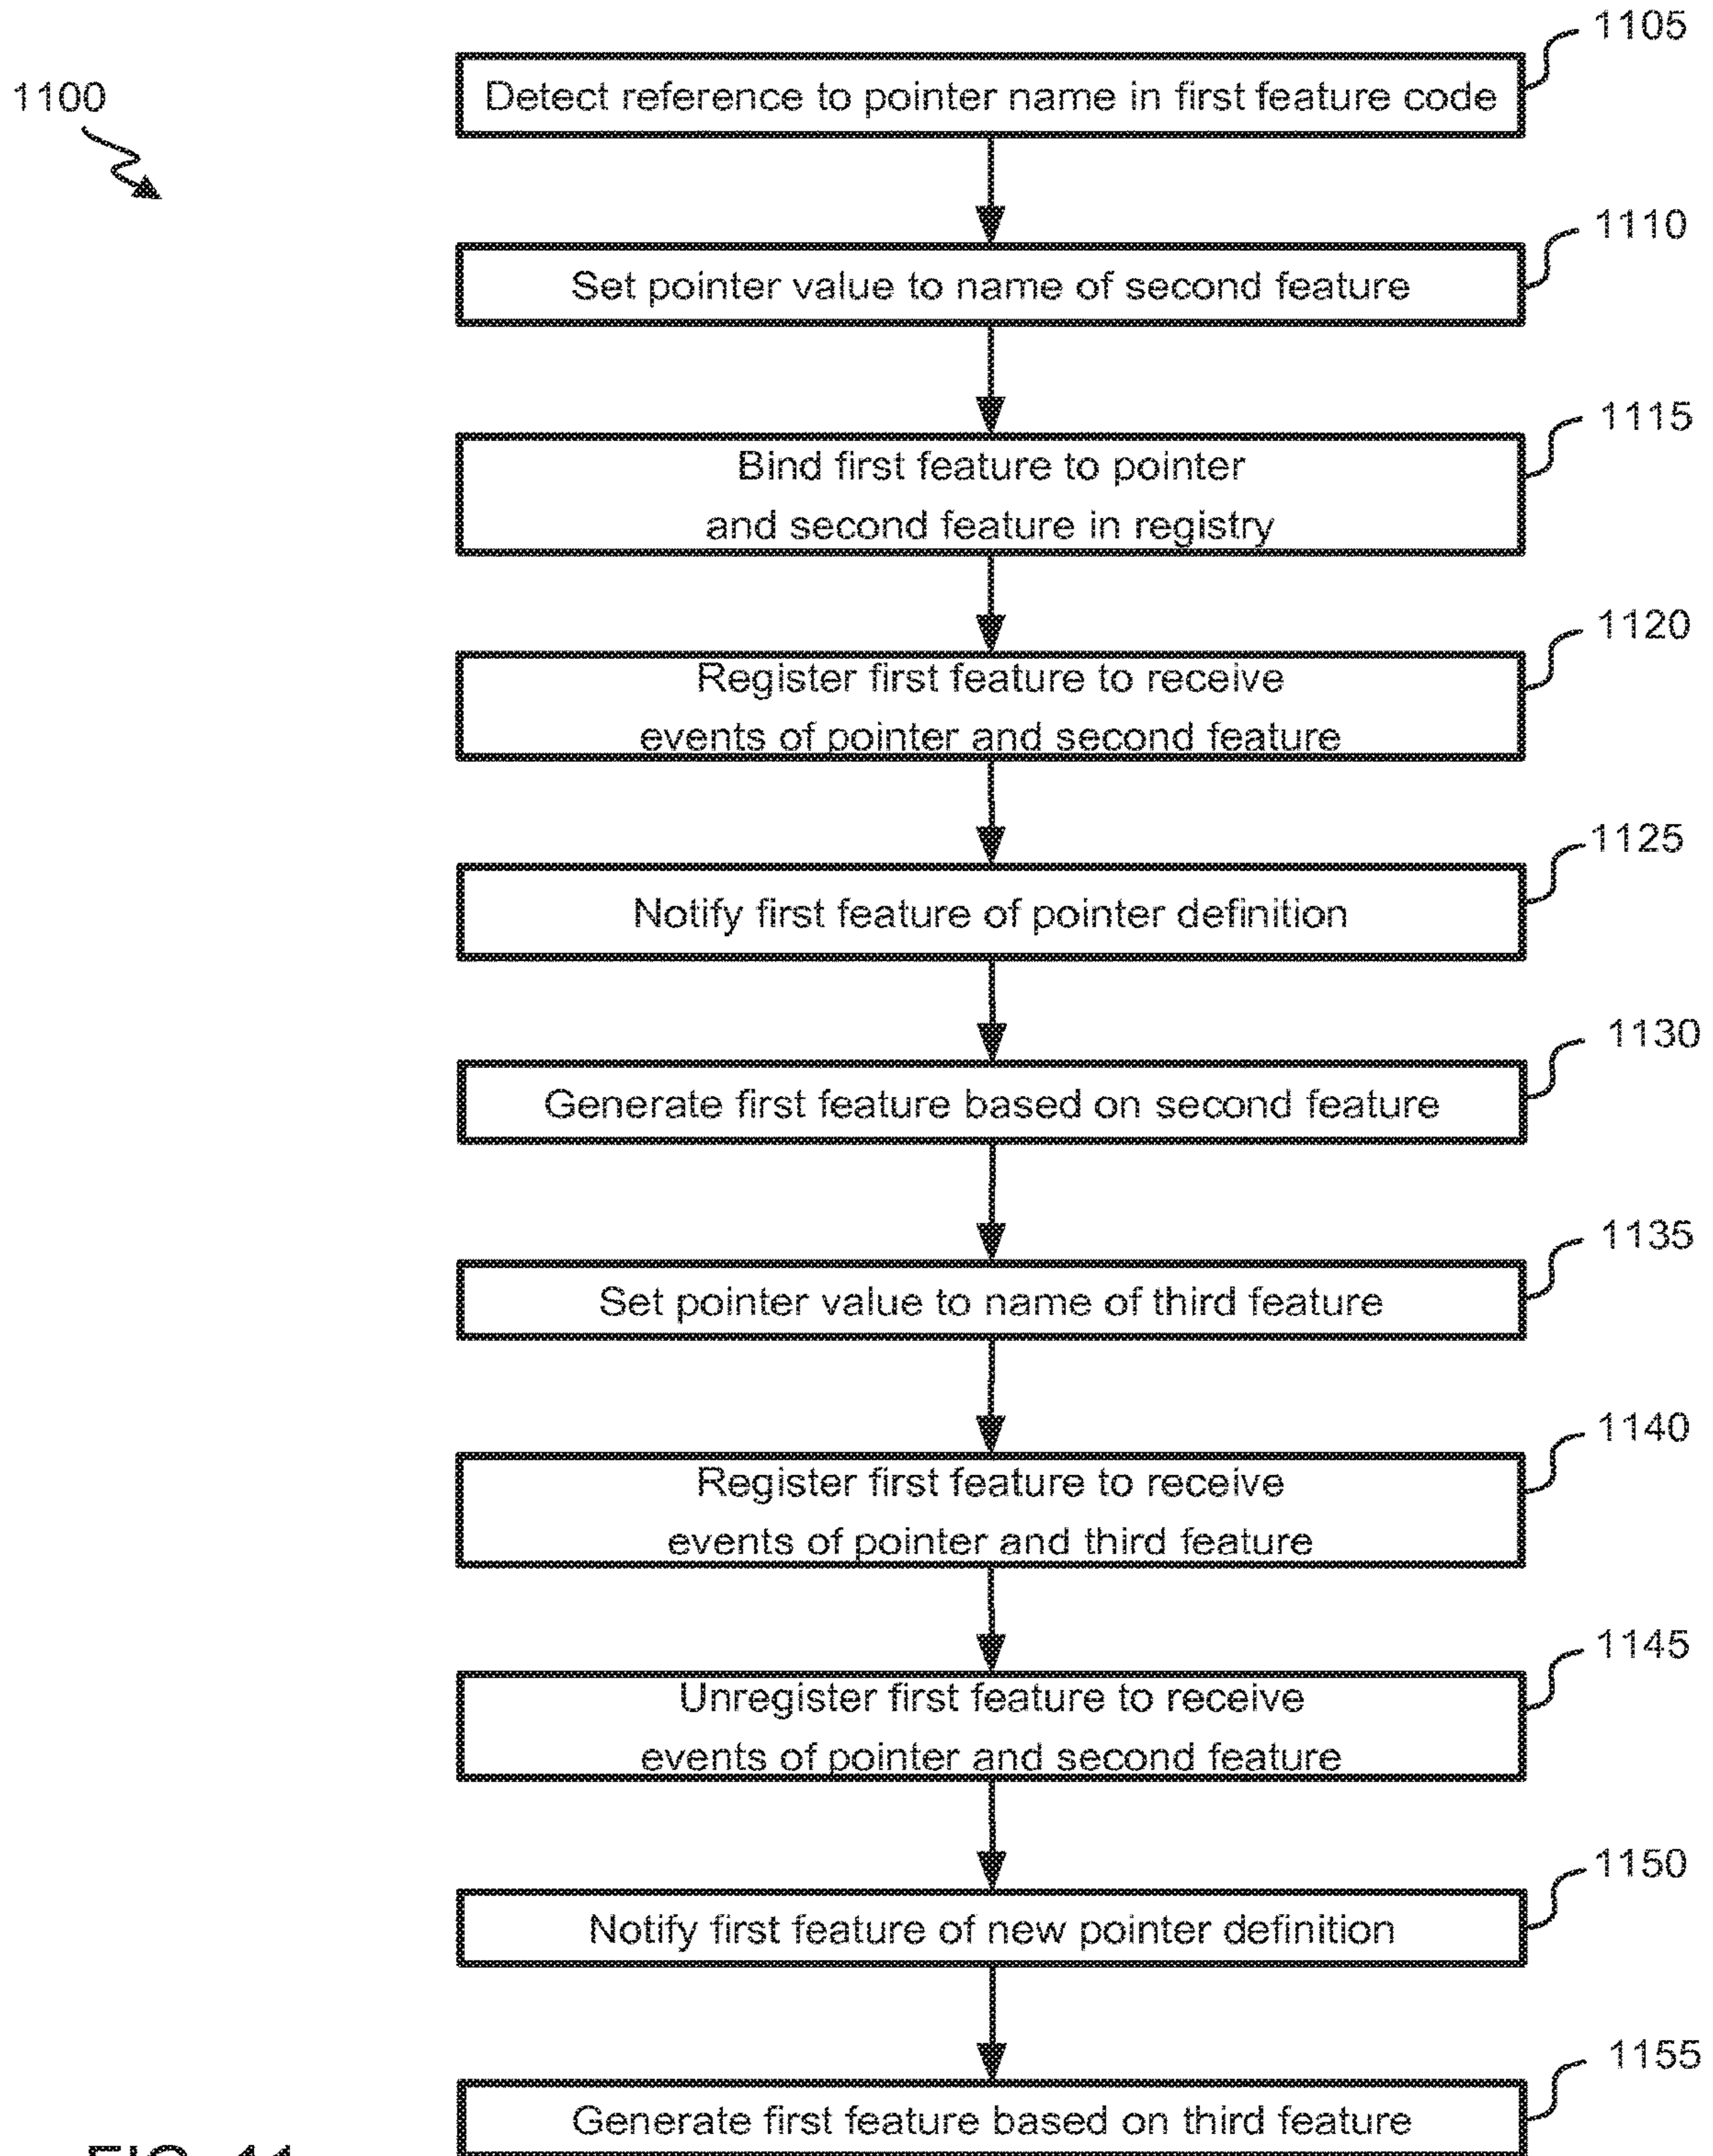 1100
Detect reference to pointer name in first feature code
1105
Set pointer value to name of second feature
1110
Bind first feature to pointer
and second feature in registry
1115
Register first feature to receive
events of pointer and second feature
1120
Notify first feature of pointer definition
1125
Generate first feature based on second feature
1130
Set pointer value to name of third feature
1135
Register first feature to receive
events of pointer and third feature
1140
Unregister first feature to receive
events of pointer and second feature
1145
Notify first feature of new pointer definition
1150
Generate first feature based on third feature
1155
FIG. 11